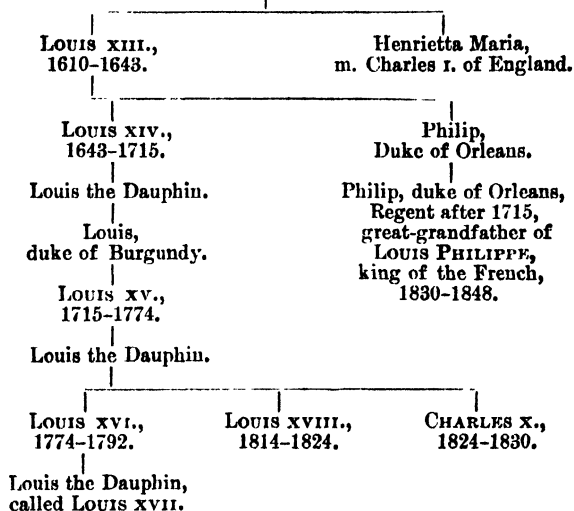 LOUIS XIII.,
1610-1643.
Henrietta Maria,
m. Charles I. of England.
LOUIS XIV.,
1643-1715.
Philip,
Duke of Orleans.
Louis the Dauphin.
Philip, duke of Orleans,
Regent after 1715,
great-grandfather of
LOUIS PHILIPPE,
king of the French,
1830-1848.
Louis,
duke of Burgundy.
LOUIS XV.,
1715-1774.
Louis the Dauphin.
LOUIS XVI.,
1774-1792.
LOUIS XVIII.,
1814-1824.
CHARLES X.,
1824-1830.
Louis the Dauphin,
called LOUIS XVII.